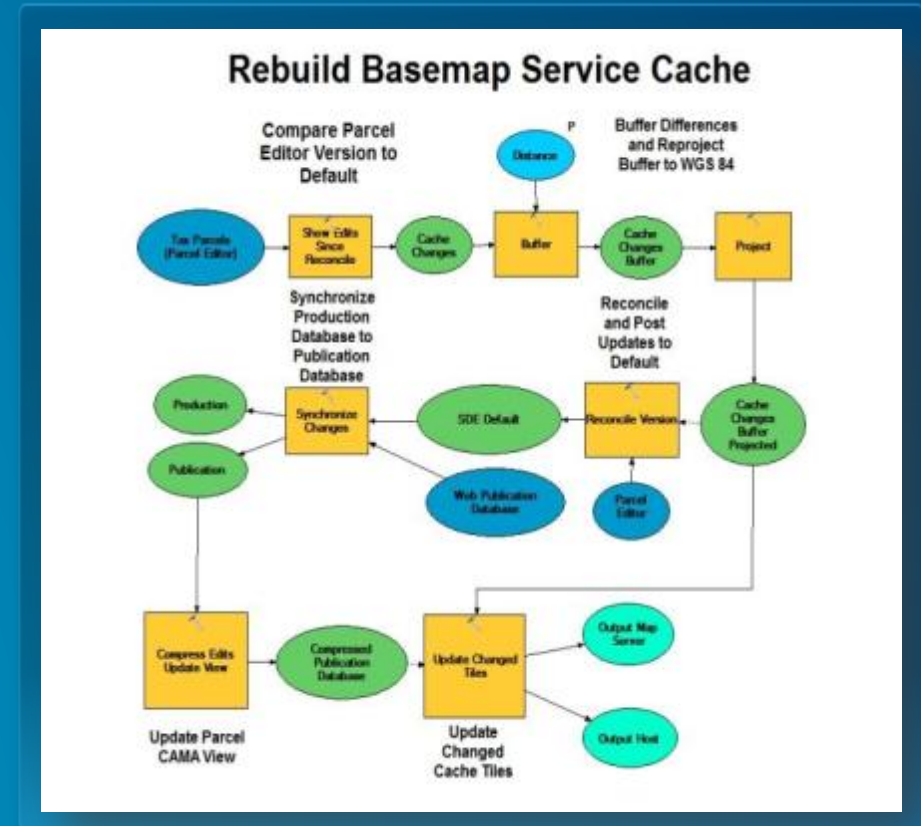 Rebuild Basemap Service Cache
Compare Parcel
Editor Version to
Default
P
Buffer Differences
and Reproject
Buffer to WGS 84
Distance
Tax Parcels
(Parcel Editor)
Show Edits
Since
Reconcile
Cache
Changes
Buffer
Cache
Changes
Buffer
Project
Synchronize
Production
Database to
Publication
Database
Reconcile
and Post
Updates to
Default
Production
Synchronize
Changes
SDE Default
Reconcile Version
Cache
Changes
Buffer
Projected
Publication
Web Publication
Database
Parcel
Editor
Compress Edits
Update View
Compressed
Publication
Database
Update Changed
Tiles
Output Map
Server
Output Host
Update Parcel
CAMA View
Update
Changed
Cache Tiles